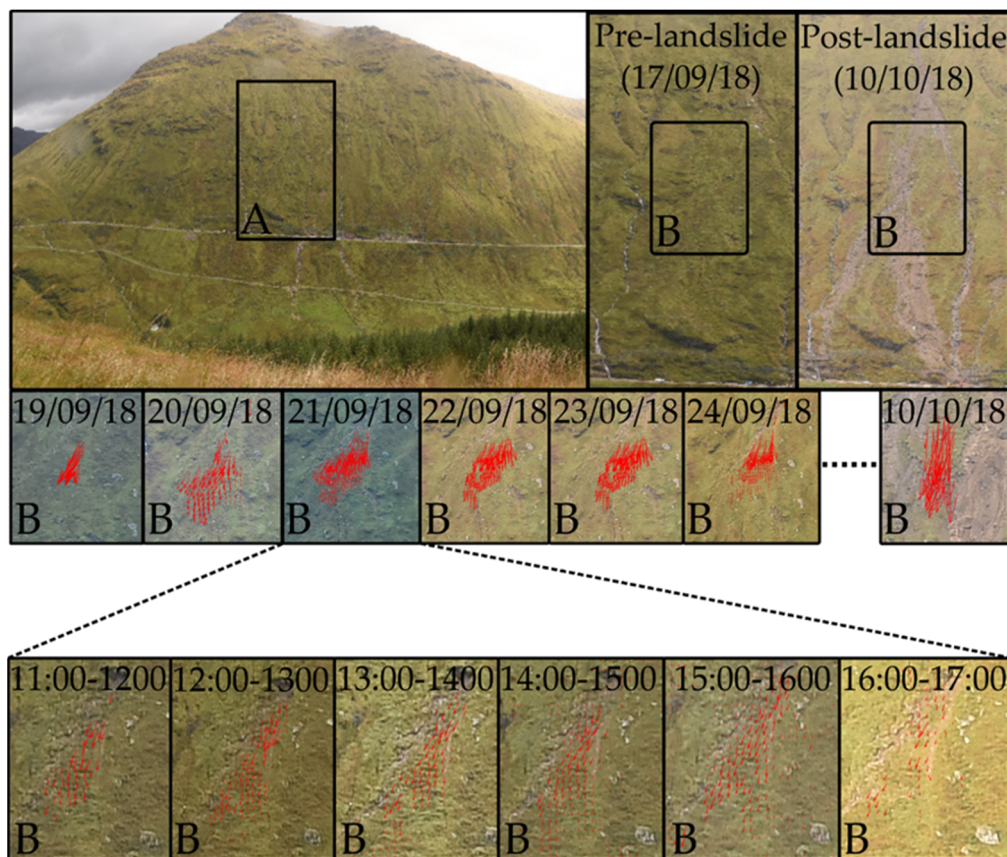 A
Pre-landslide
(17/09/18)
B
Post-landslide
(10/10/18)
B
19/09/18
B
20/09/18
B
21/09/18
B
22/09/18
B
23/09/18
B
24/09/18
B
10/10/18
B
11:00-1200
B
12:00-1300
B
13:00-1400
B
14:00-1500
B
15:00-1600
B
16:00-17:00
B